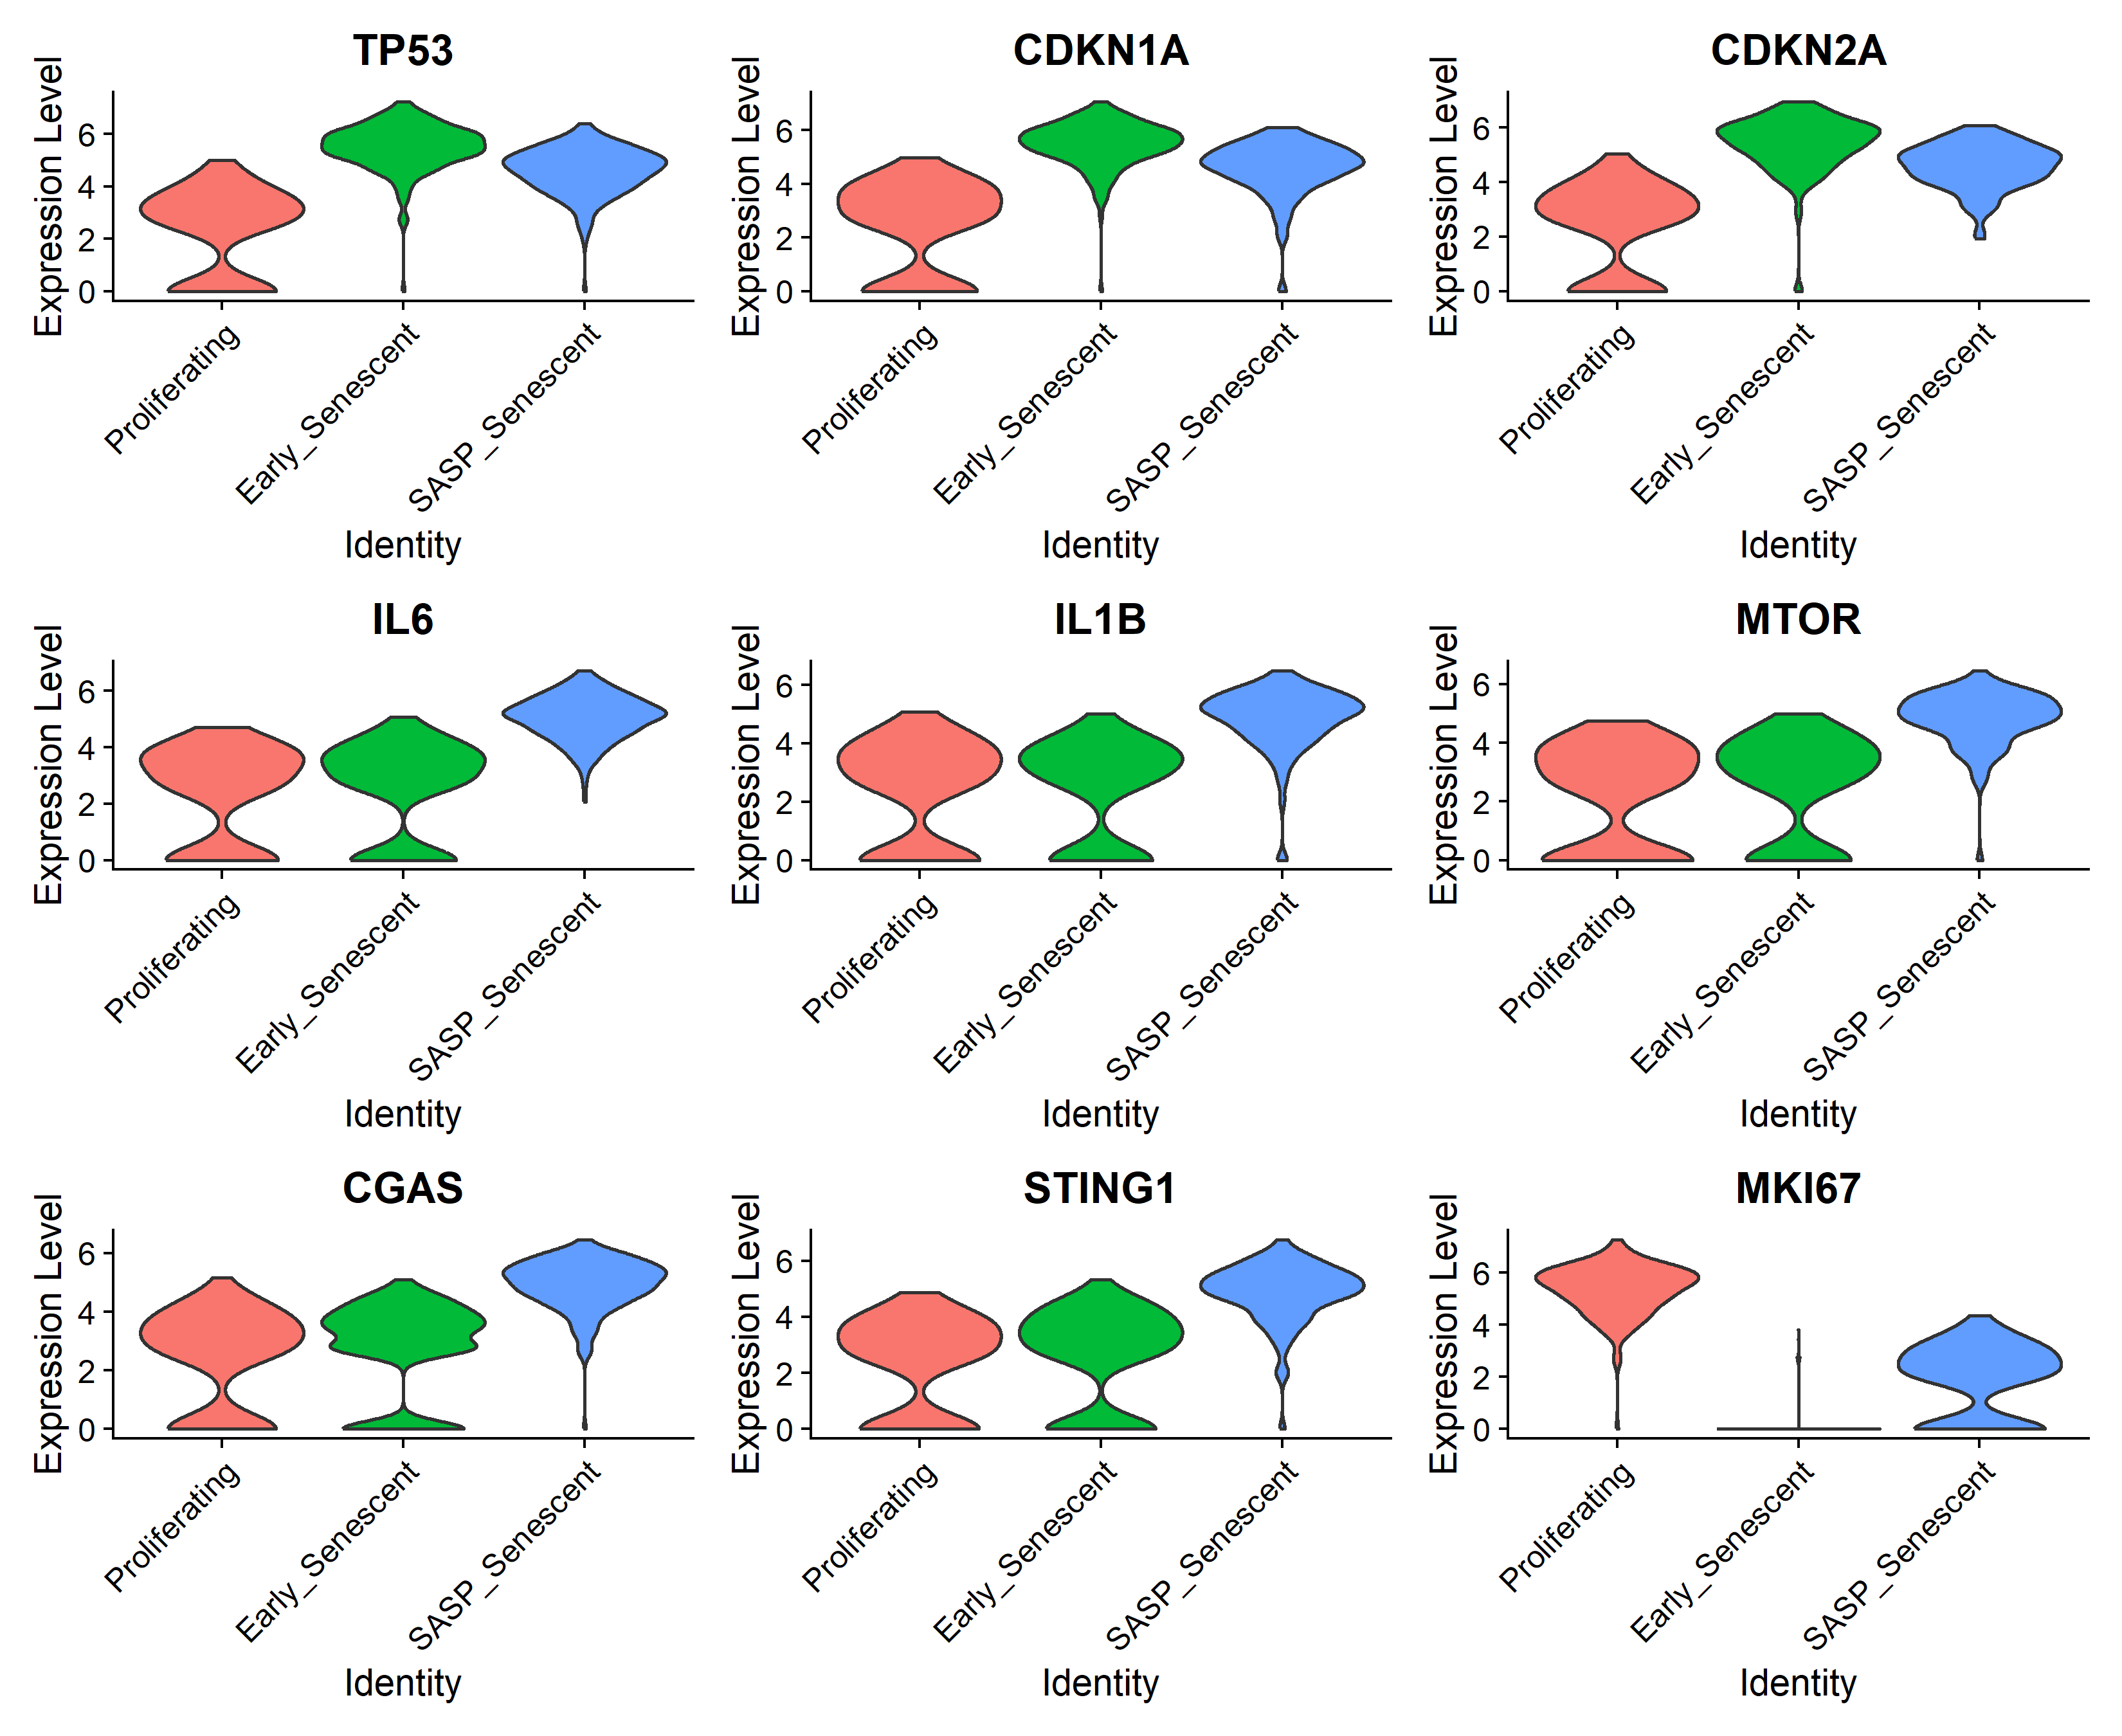 TP53
Expression Level
6
4
2
0
Proliferating
Early_Senescent
SASP_Senescent
Identity
CDKN1A
Expression Level
6
4
2
0
Proliferating
Early_Senescent
SASP_Senescent
Identity
CDKN2A
Expression Level
6
4
2
0
Proliferating
Early_Senescent
SASP_Senescent
Identity
IL6
Expression Level
6
4
2
0
Proliferating
Early_Senescent
SASP_Senescent
Identity
IL1B
Expression Level
6
4
2
0
Proliferating
Early_Senescent
SASP_Senescent
Identity
MTOR
Expression Level
6
4
2
0
Proliferating
Early_Senescent
SASP_Senescent
Identity
CGAS
Expression Level
6
4
2
0
Proliferating
Early_Senescent
SASP_Senescent
Identity
STING1
Expression Level
6
4
2
0
Proliferating
Early_Senescent
SASP_Senescent
Identity
MKI67
Expression Level
6
4
2
0
Proliferating
Early_Senescent
SASP_Senescent
Identity